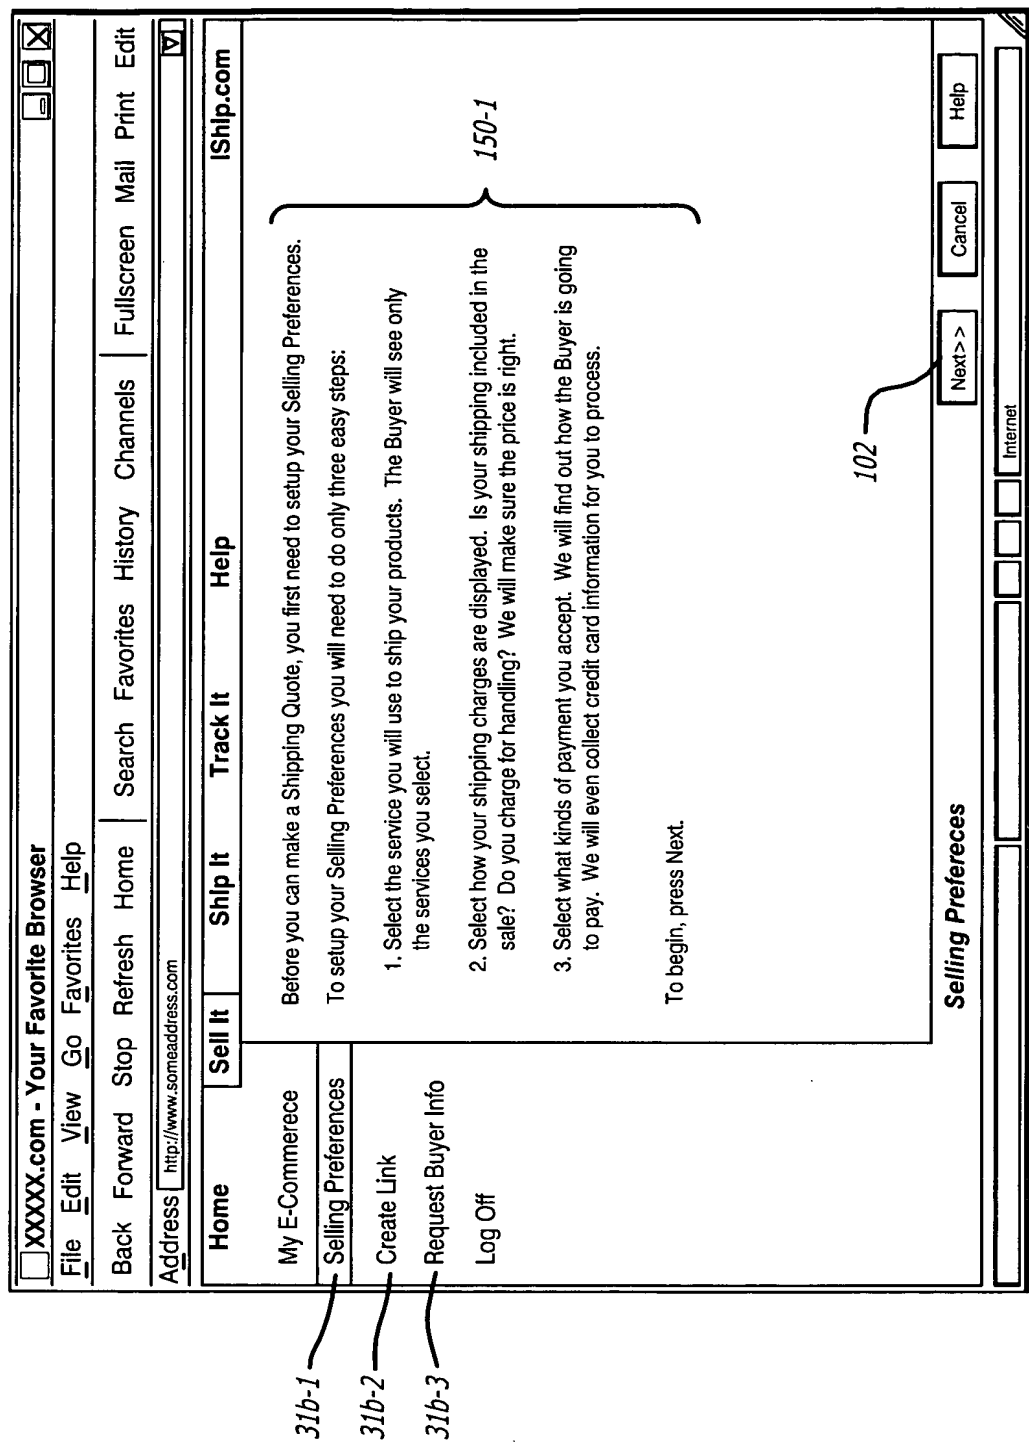 XXXXX.com - Your Favorite Browser
File Edit View Go Favorites Help
Back Forward Stop Refresh Home Search Favorites History Channels Fullscreen Mail Print Edit
Address http://www.someaddress.com
Home Sell It Ship It Track It Help IShip.com
My E-Commerece
31b-1 Selling Preferences
31b-2 Create Link
31b-3 Request Buyer Info
Log Off
Before you can make a Shipping Quote, you first need to setup your Selling Preferences.
To setup your Selling Preferences you will need to do only three easy steps:
1. Select the service you will use to ship your products. The Buyer will see only
the services you select.
2. Select how your shipping charges are displayed. Is your shipping included in the
sale? Do you charge for handling? We will make sure the price is right.
3. Select what kinds of payment you accept. We will find out how the Buyer is going
to pay. We will even collect credit card information for you to process.
To begin, press Next.
150-1
102
Selling Prefereces
Next>> Cancel Help
Internet